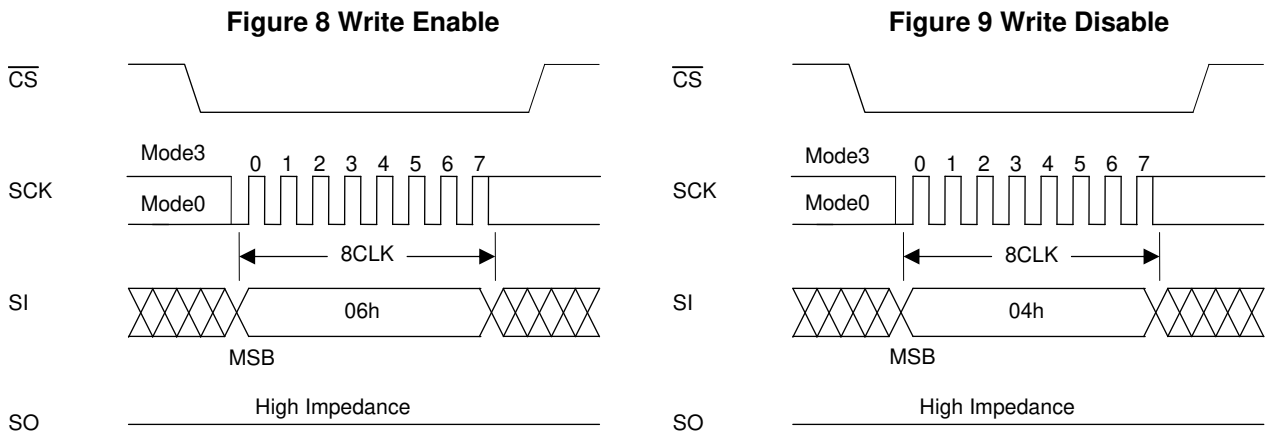 Figure 8 Write Enable
CS
Mode3
0 1 2 3 4 5 6 7
SCK
Mode0
8CLK
SI
06h
MSB
High Impedance
SO
Figure 9 Write Disable
CS
Mode3
0 1 2 3 4 5 6 7
SCK
Mode0
8CLK
SI
04h
MSB
High Impedance
SO